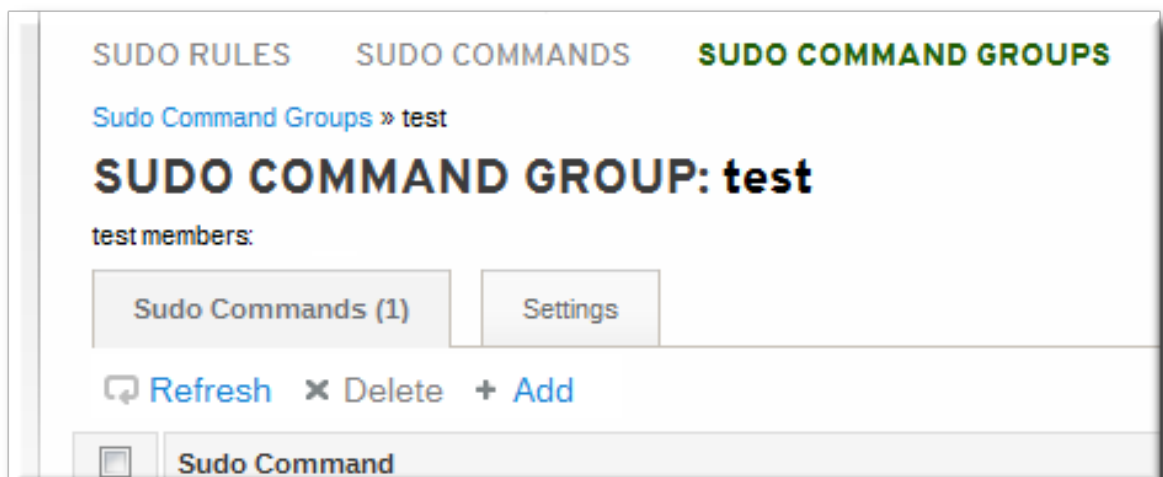 SUDO RULES SUDO COMMANDS SUDO COMMAND GROUPS
Sudo Command Groups » test
SUDO COMMAND GROUP: test
test members:
Sudo Commands (1) Settings
Refresh Delete + Add
Sudo Command